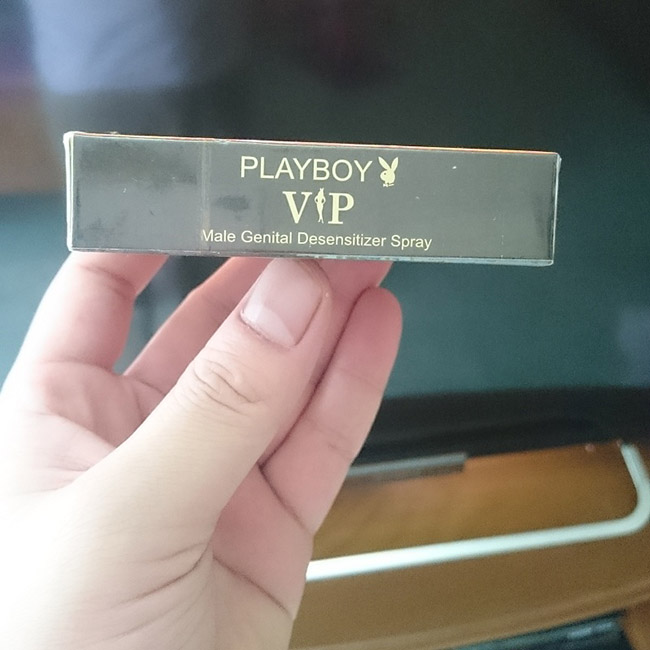 PLAYBOY
VIP
Male Genital Desensitizer Spray